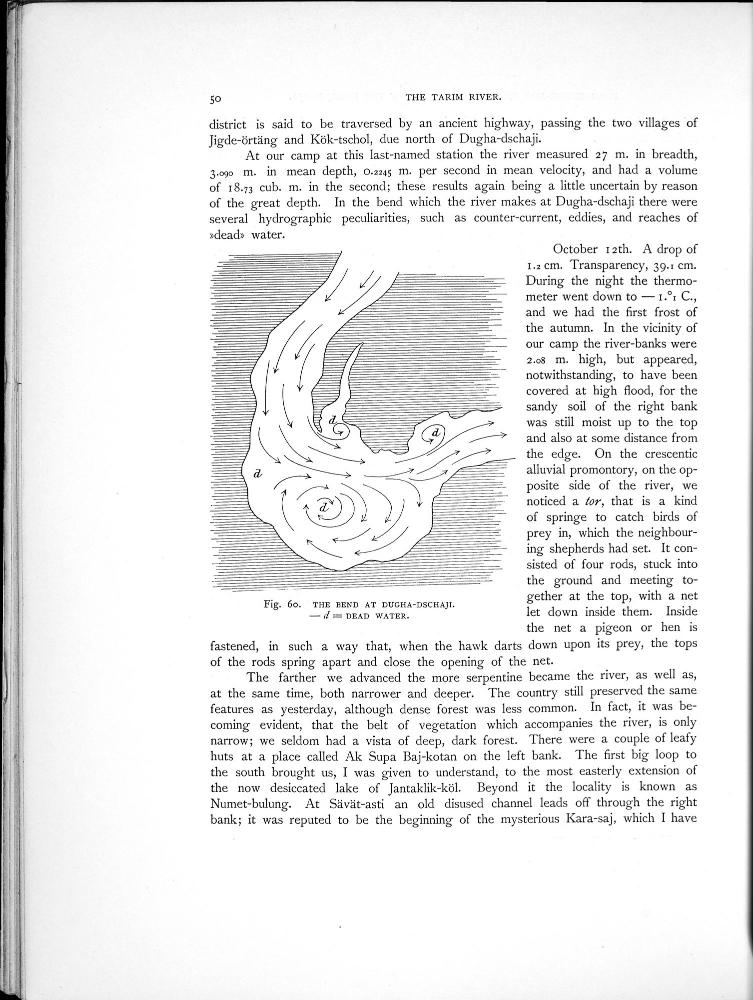 50
THE TARIM RIVER.
district is said to be traversed by an ancient highway, passing the two villages of
Jigde-örtäng and Kök-tschol, due north of Dugha-dschaji.
At our camp at this last-named station the river measured 27 m. in breadth,
3.090 m. in mean depth, 0.2245 m. per second in mean velocity, and had a volume
of 18.73 cub. m. in the second; these results again being a little uncertain by reason
of the great depth. In the bend which the river makes at Dugha-dschaji there were
several hydrographic peculiarities, such as counter-current, eddies, and reaches of
»dead» water.
October 12th. A drop of
1.2 cm. Transparency, 39.1 cm.
During the night the thermo-
meter went down to — 1.°1 C.,
and we had the first frost of
the autumn. In the vicinity of
our camp the river-banks were
2.08 m. high, but appeared,
notwithstanding, to have been
covered at high flood, for the
sandy soil of the right bank
was still moist up to the top
and also at some distance from
the edge. On the crescentic
alluvial promontory, on the op-
posite side of the river, we
noticed a tor, that is a kind
of springe to catch birds of
prey in, which the neighbour-
ing shepherds had set. It con-
sisted of four rods, stuck into
the ground and meeting to-
gether at the top, with a net
let down inside them. Inside
the net a pigeon or hen is
d
d
d
d
Fig. 60. THE BEND AT DUGHA-DSCHAJI.
— d = DEAD WATER.
fastened, in such a way that, when the hawk darts down upon its prey, the tops
of the rods spring apart and close the opening of the net.
The farther we advanced the more serpentine became the river, as well as,
at the same time, both narrower and deeper. The country still preserved the same
features as yesterday, although dense forest was less common. In fact, it was be-
coming evident, that the belt of vegetation which accompanies the river, is only
narrow; we seldom had a vista of deep, dark forest. There were a couple of leafy
huts at a place called Ak Supa Baj-kotan on the left bank. The first big loop to
the south brought us, I was given to understand, to the most easterly extension of
the now desiccated lake of Jantaklik-köl. Beyond it the locality is known as
Numet-bulung. At Sävät-asti an old disused channel leads off through the right
bank; it was reputed to be the beginning of the mysterious Kara-saj, which I have